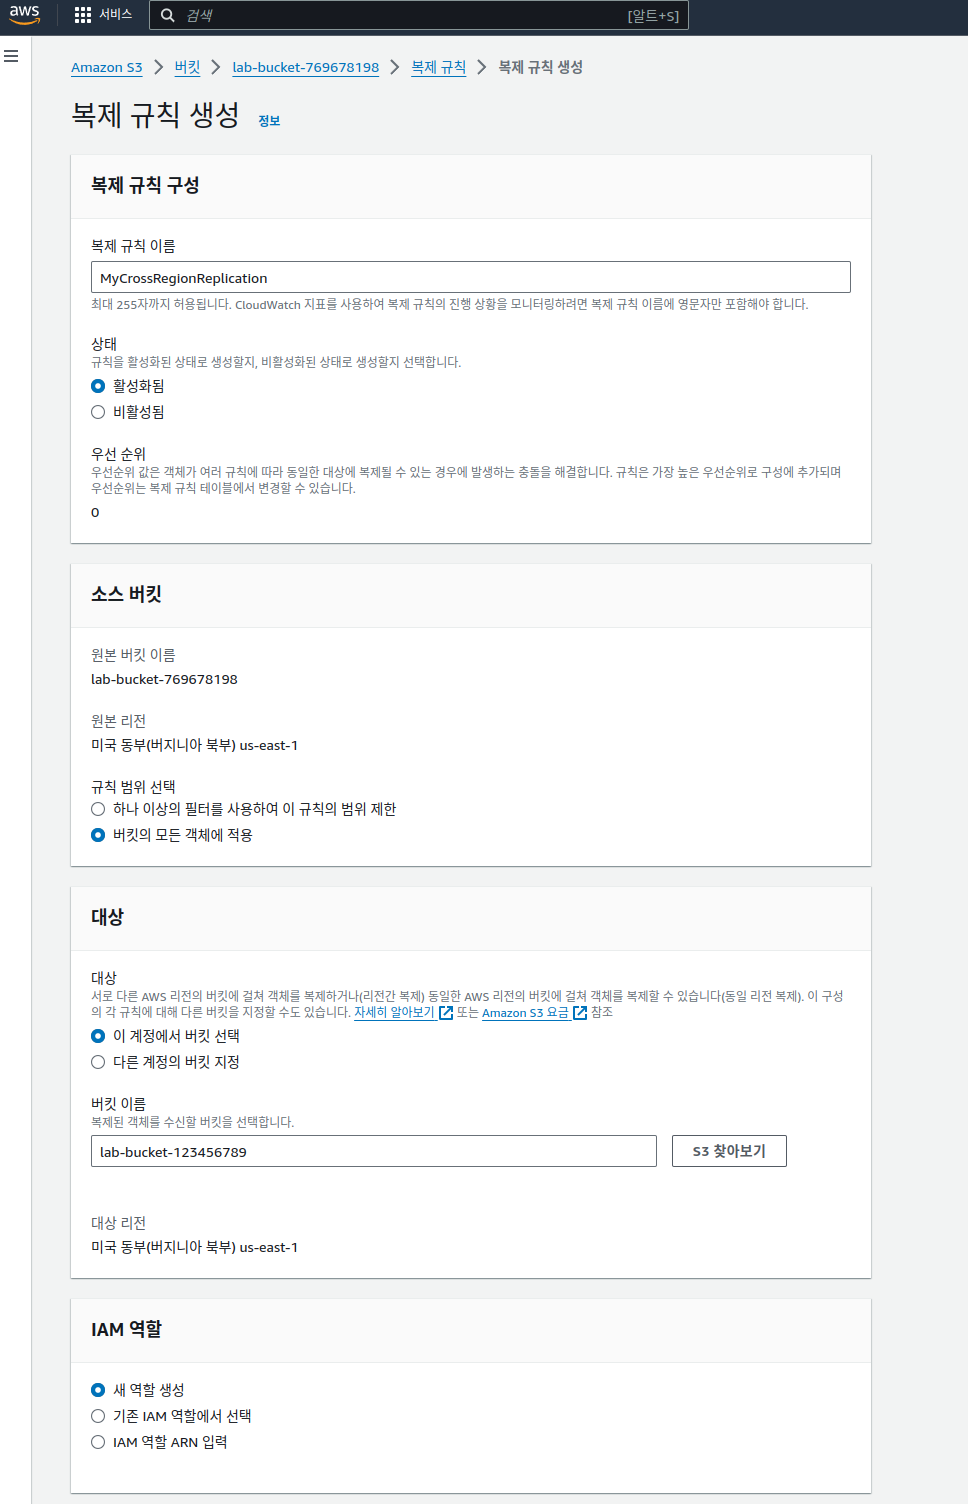 aws 서비스 검색 [알트+S]
Amazon S3 > 버킷 > lab-bucket-769678198 > 복제 규칙 > 복제 규칙 생성
복제 규칙 생성 정보
복제 규칙 구성
복제 규칙 이름
MyCrossRegionReplication
최대 255자까지 허용됩니다. CloudWatch 지표를 사용하여 복제 규칙의 진행 상황을 모니터링하려면 복제 규칙 이름에 영문자만 포함해야 합니다.
상태
규칙을 활성화된 상태로 생성할지, 비활성화된 상태로 생성할지 선택합니다.
활성화됨
비활성됨
우선 순위
우선순위 값은 객체가 여러 규칙에 따라 동일한 대상에 복제될 수 있는 경우에 발생하는 충돌을 해결합니다. 규칙은 가장 높은 우선순위로 구성에 추가되며
우선순위는 복제 규칙 테이블에서 변경할 수 있습니다.
0
소스 버킷
원본 버킷 이름
lab-bucket-769678198
원본 리전
미국 동부(버지니아 북부) us-east-1
규칙 범위 선택
하나 이상의 필터를 사용하여 이 규칙의 범위 제한
버킷의 모든 객체에 적용
대상
대상
서로 다른 AWS 리전의 버킷에 걸쳐 객체를 복제하거나(리전간 복제) 동일한 AWS 리전의 버킷에 걸쳐 객체를 복제할 수 있습니다(동일 리전 복제). 이 구성
의 각 규칙에 대해 다른 버킷을 지정할 수도 있습니다. 자세히 알아보기 또는 Amazon S3 요금 참조
이 계정에서 버킷 선택
다른 계정의 버킷 지정
버킷 이름
복제된 객체를 수신할 버킷을 선택합니다.
lab-bucket-123456789 S3 찾아보기
대상 리전
미국 동부(버지니아 북부) us-east-1
IAM 역할
새 역할 생성
기존 IAM 역할에서 선택
IAM 역할 ARN 입력